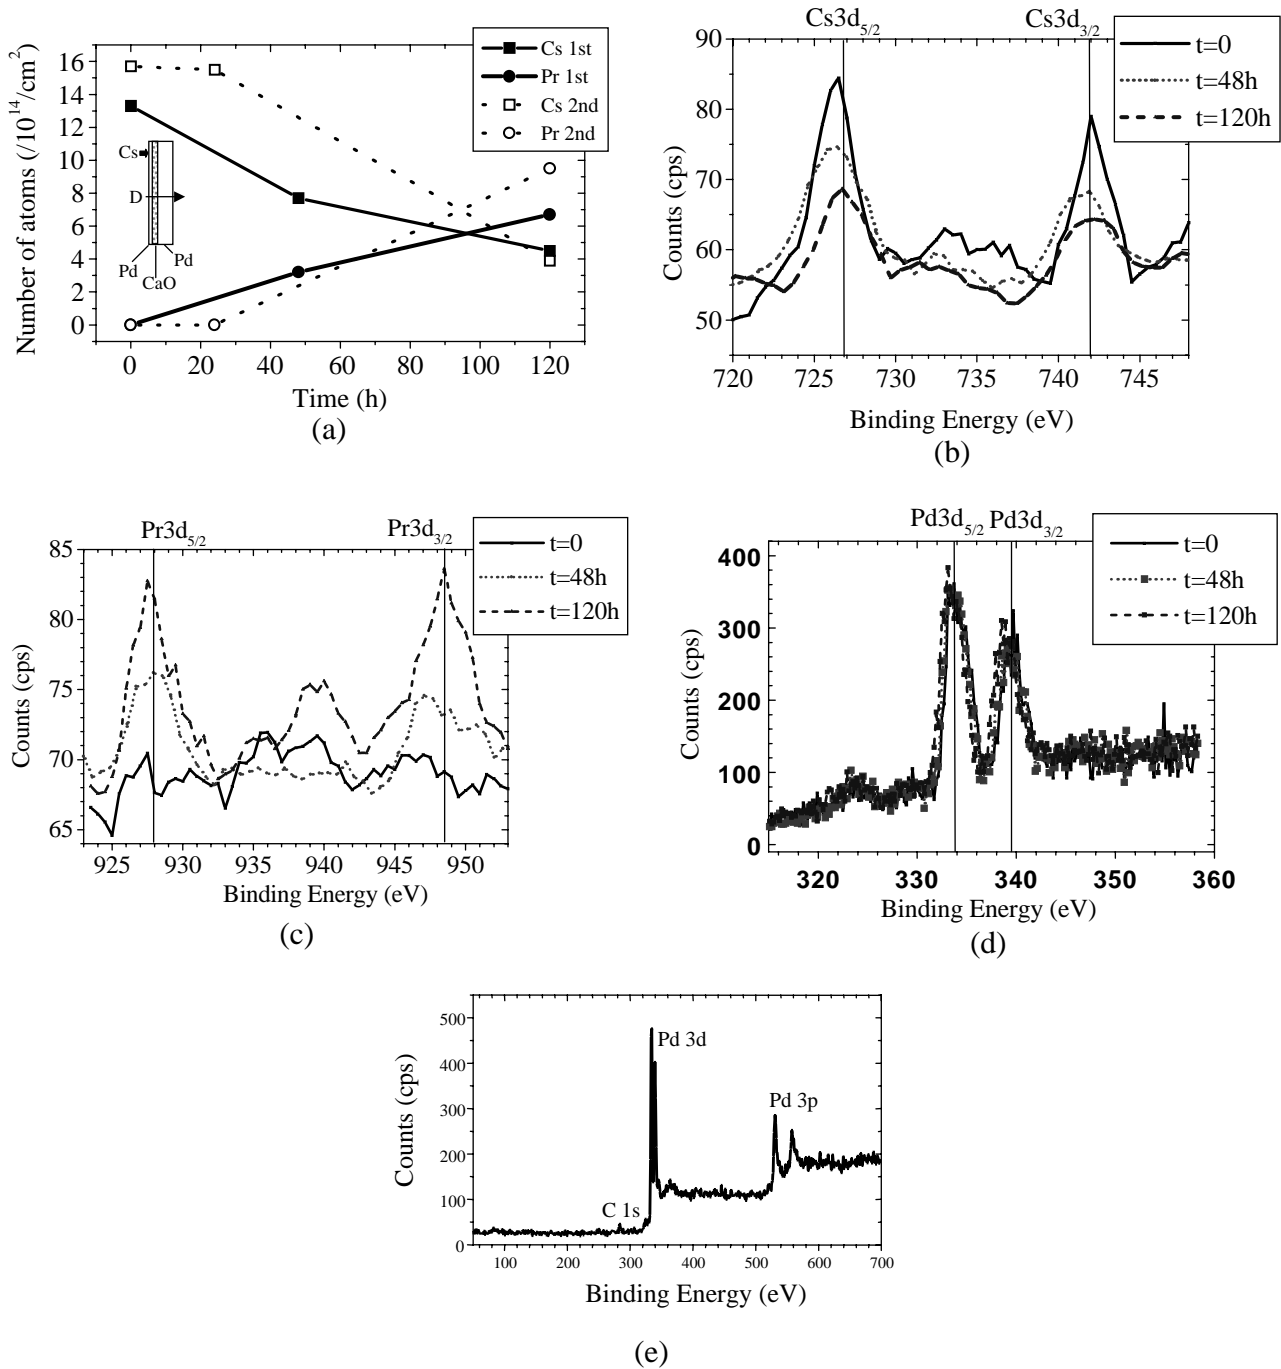 Number of atoms (/10^14/cm^2)
16
14
12
10
8
6
4
2
0
0 20 40 60 80 100 120
Time (h)
Cs 1st
Pr 1st
Cs 2nd
Pr 2nd
Cs
D
Pd
Pd
CaO
(a)
Cs3d5/2
Cs3d3/2
t=0
t=48h
t=120h
Counts (cps)
90
80
70
60
50
720 725 730 735 740 745
Binding Energy (eV)
(b)
Pr3d5/2
Pr3d3/2
t=0
t=48h
t=120h
Counts (cps)
85
80
75
70
65
925 930 935 940 945 950
Binding Energy (eV)
(c)
Pd3d5/2 Pd3d3/2
t=0
t=48h
t=120h
Counts (cps)
400
300
200
100
0
320 330 340 350 360
Binding Energy (eV)
(d)
Counts (cps)
500
400
300
200
100
0
Pd 3d
Pd 3p
C 1s
100 200 300 400 500 600 700
Binding Energy (eV)
(e)